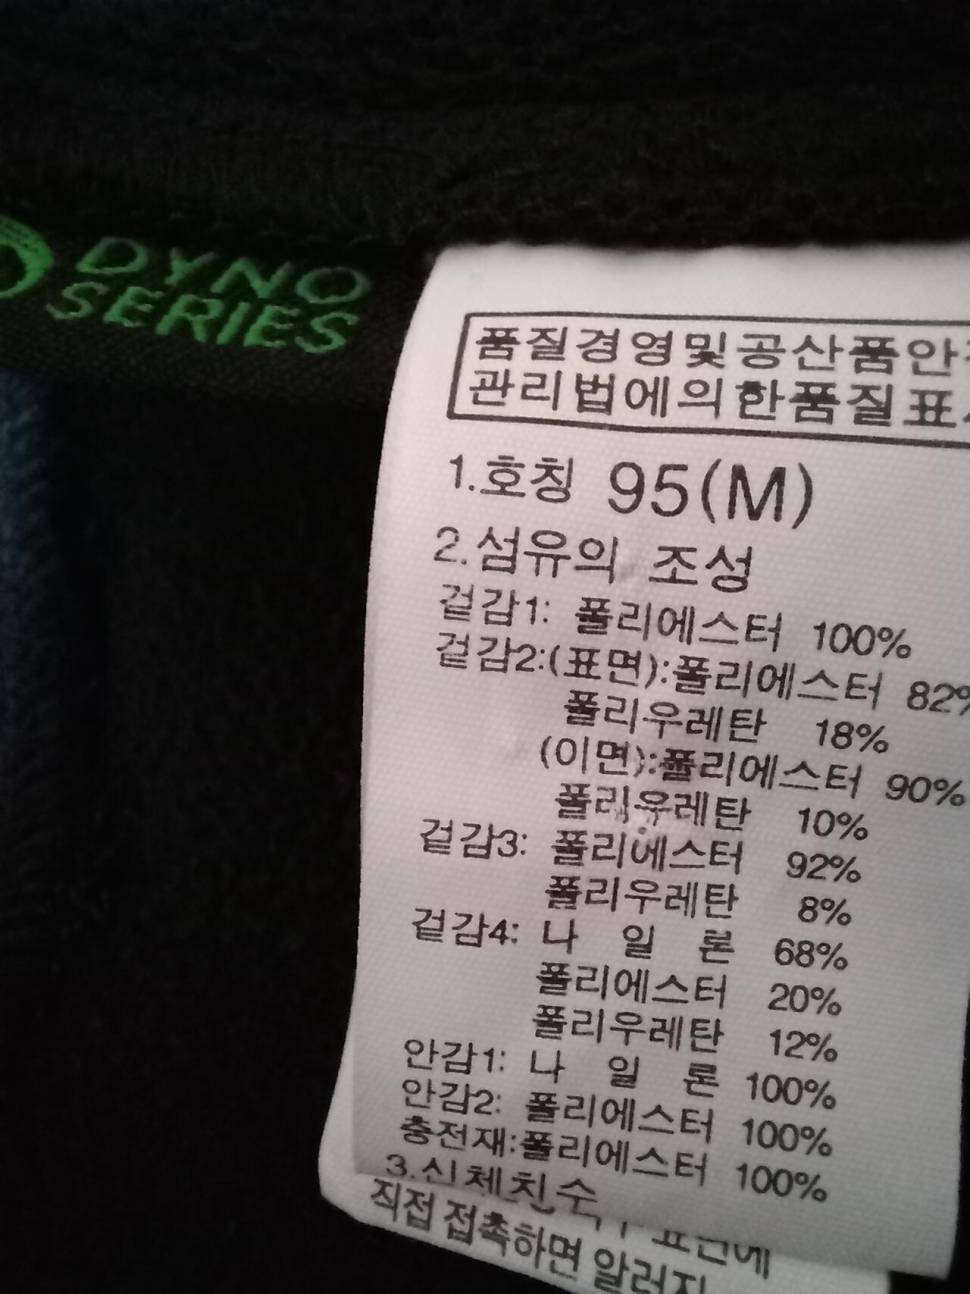 DYNO
SERIES
품질경영및공산품안
관리법에의한품질표
1.호칭 95(M)
2.섬유의 조성
겉감1: 폴리에스터 100%
겉감2:(표면):폴리에스터 82%
폴리우레탄 18%
(이면):폴리에스터 90%
폴리우레탄 10%
겉감3: 폴리에스터 92%
폴리우레탄 8%
겉감4: 나 일 론 68%
폴리에스터 20%
폴리우레탄 12%
안감1: 나 일 론 100%
안감2: 폴리에스터 100%
충전재:폴리에스터 100%
3.신체칫수
직접 접촉하면 알러지